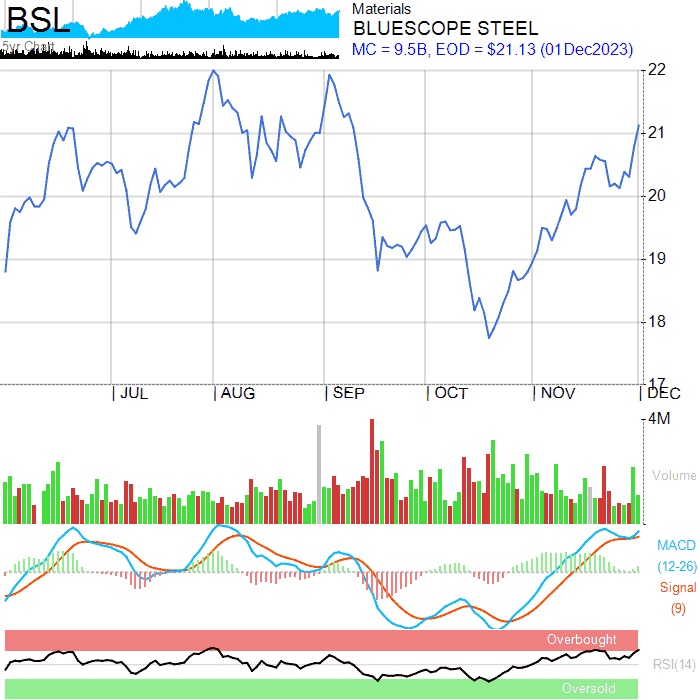 BSL
5yr Chart
Materials
BLUESCOPE STEEL
MC = 9.5B, EOD = $21.13 (01Dec2023)
22
21
20
19
18
17
JUL
AUG
SEP
OCT
NOV
DEC
4M
Volume
MACD
(12-26)
Signal
(9)
Overbought
RSI(14)
Oversold